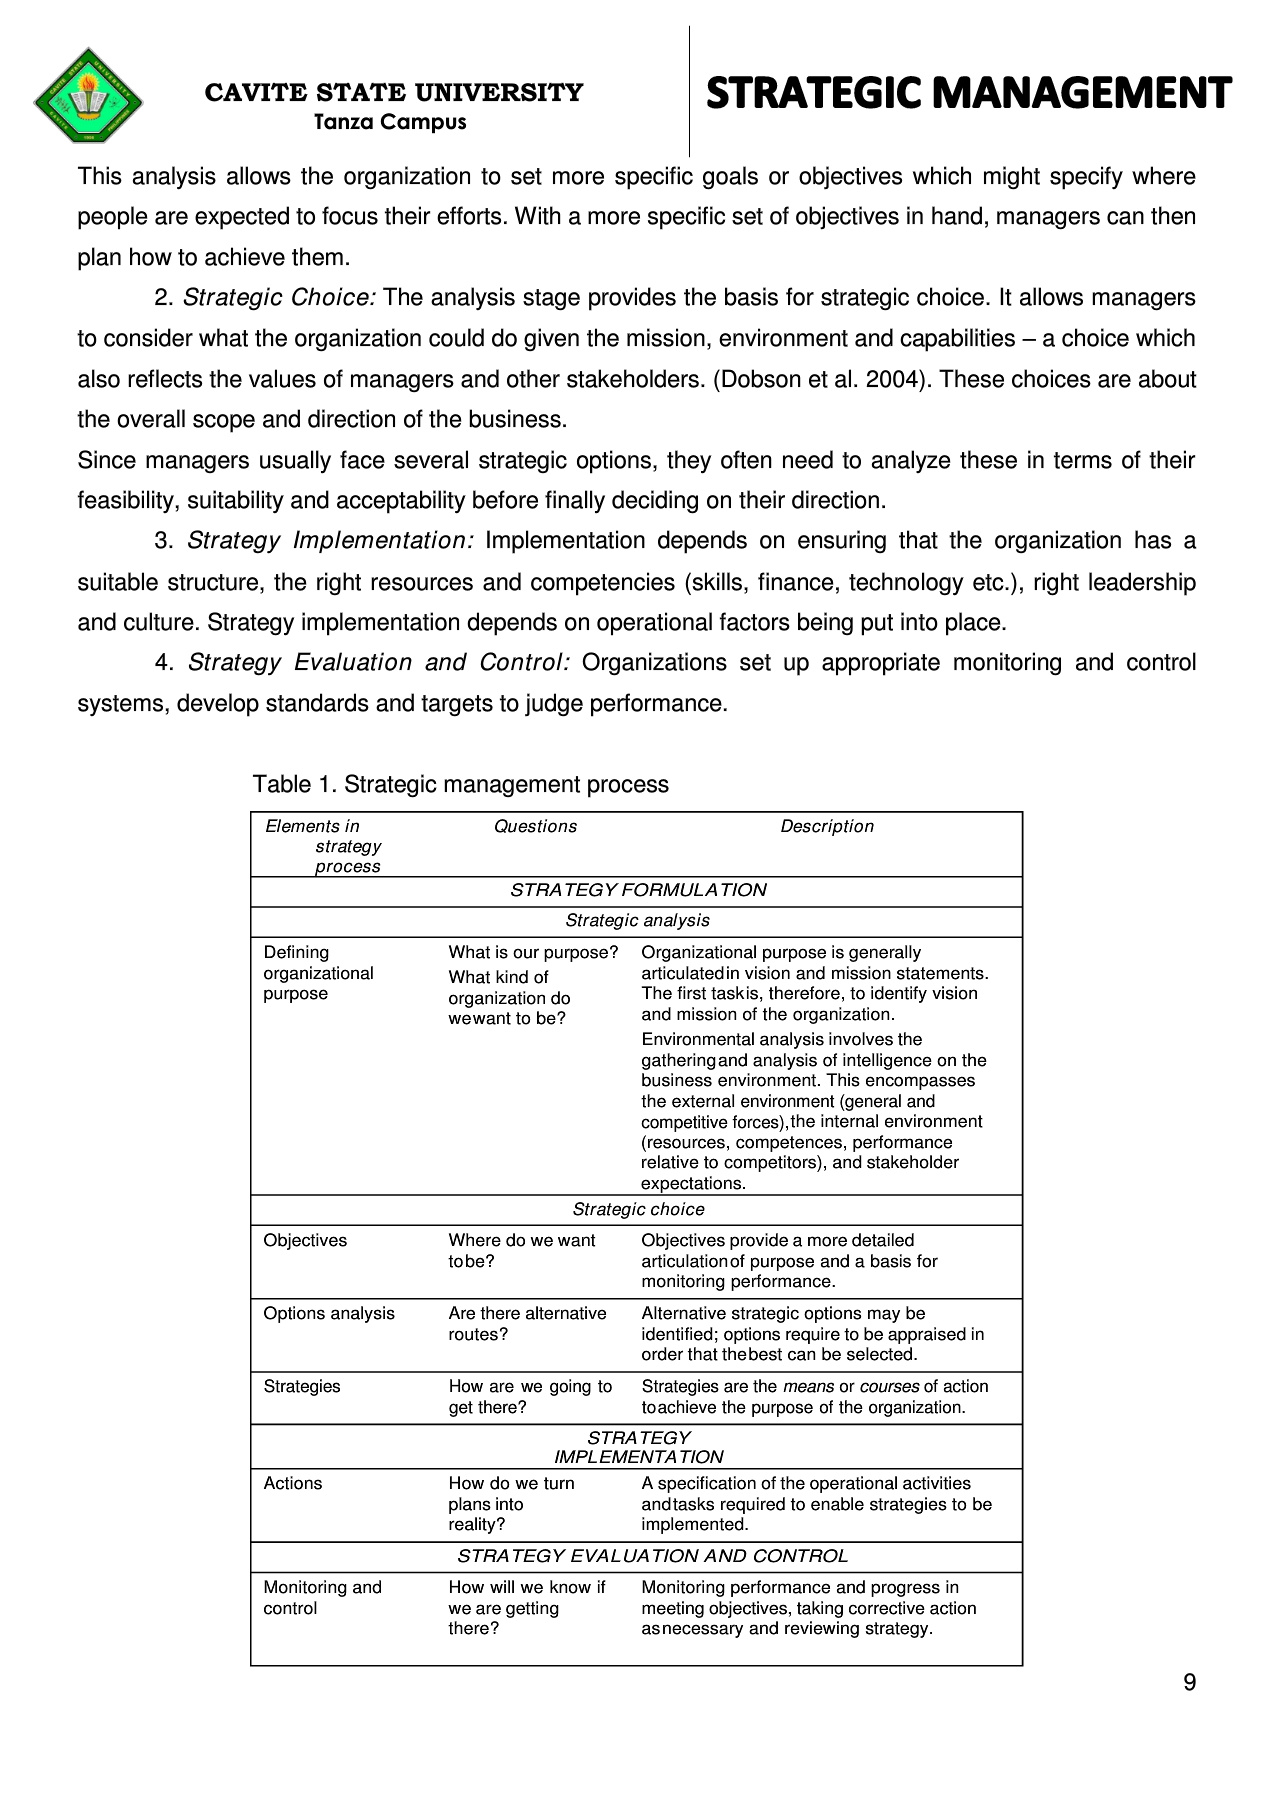 CAVITE STATE UNIVERSITY
Tanza Campus
STRATEGIC MANAGEMENT
This analysis allows the organization to set more specific goals or objectives which might specify where
people are expected to focus their efforts. With a more specific set of objectives in hand, managers can then
plan how to achieve them.
2. Strategic Choice: The analysis stage provides the basis for strategic choice. It allows managers
to consider what the organization could do given the mission, environment and capabilities – a choice which
also reflects the values of managers and other stakeholders. (Dobson et al. 2004). These choices are about
the overall scope and direction of the business.
Since managers usually face several strategic options, they often need to analyze these in terms of their
feasibility, suitability and acceptability before finally deciding on their direction.
3. Strategy Implementation: Implementation depends on ensuring that the organization has a
suitable structure, the right resources and competencies (skills, finance, technology etc.), right leadership
and culture. Strategy implementation depends on operational factors being put into place.
4. Strategy Evaluation and Control: Organizations set up appropriate monitoring and control
systems, develop standards and targets to judge performance.
Table 1. Strategic management process
Elements in
strategy
process
Questions
Description
STRATEGY FORMULATION
Strategic analysis
Defining
organizational
purpose
What is our purpose?
What kind of
organization do
wewant to be?
Organizational purpose is generally
articulatedin vision and mission statements.
The first taskis, therefore, to identify vision
and mission of the organization.
Environmental analysis involves the
gatheringand analysis of intelligence on the
business environment. This encompasses
the external environment (general and
competitive forces),the internal environment
(resources, competences, performance
relative to competitors), and stakeholder
expectations.
Strategic choice
Objectives
Where do we want
tobe?
Objectives provide a more detailed
articulationof purpose and a basis for
monitoring performance.
Options analysis
Are there alternative
routes?
Alternative strategic options may be
identified; options require to be appraised in
order that thebest can be selected.
Strategies
How are we going to
get there?
Strategies are the means or courses of action
toachieve the purpose of the organization.
STRATEGY
IMPLEMENTATION
Actions
How do we turn
plans into
reality?
A specification of the operational activities
andtasks required to enable strategies to be
implemented.
STRATEGY EVALUATION AND CONTROL
Monitoring and
control
How will we know if
we are getting
there?
Monitoring performance and progress in
meeting objectives, taking corrective action
asnecessary and reviewing strategy.
9